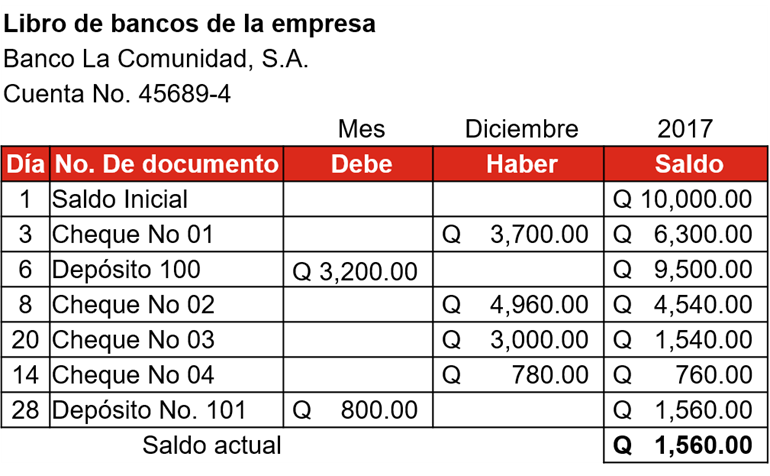 Libro de bancos de la empresa
Banco La Comunidad, S.A.
Cuenta No. 45689-4
Mes Diciembre 2017
Día No. De documento Debe Haber Saldo
1 Saldo Inicial Q 10,000.00
3 Cheque No 01 Q 3,700.00 Q 6,300.00
6 Depósito 100 Q 3,200.00 Q 9,500.00
8 Cheque No 02 Q 4,960.00 Q 4,540.00
20 Cheque No 03 Q 3,000.00 Q 1,540.00
14 Cheque No 04 Q 780.00 Q 760.00
28 Depósito No. 101 Q 800.00 Q 1,560.00
Saldo actual Q 1,560.00